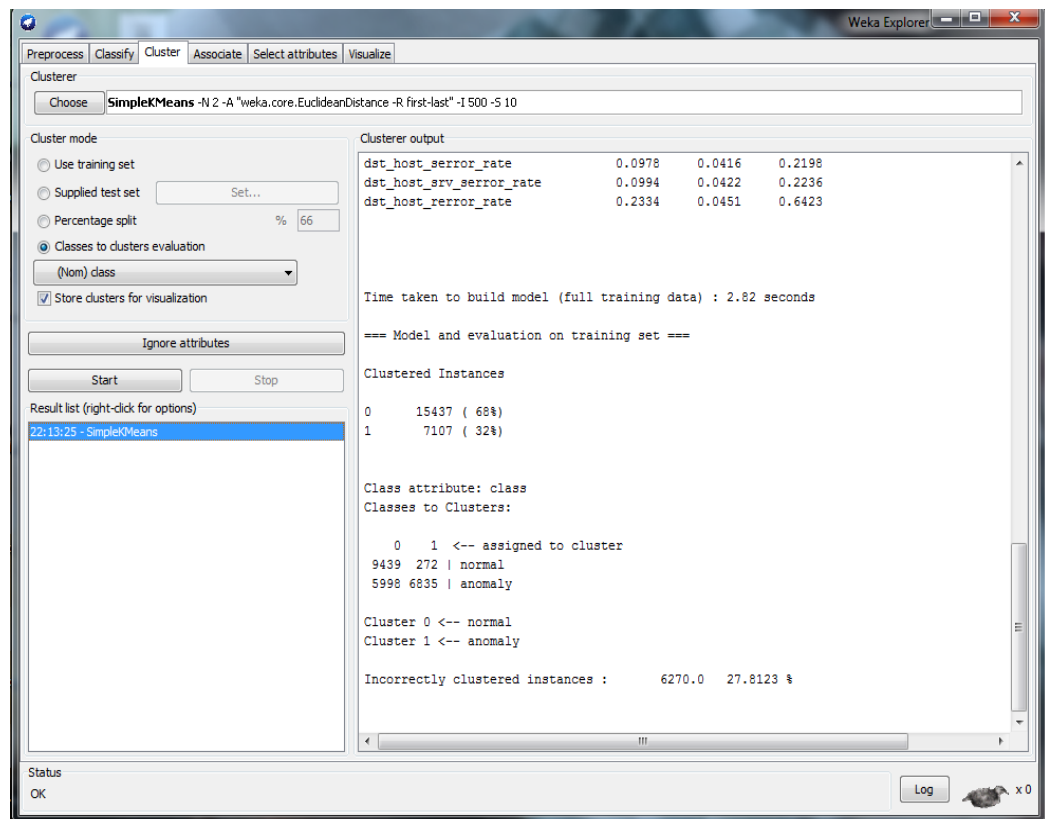 Weka Explorer
Preprocess Classify Cluster Associate Select attributes Visualize
Clusterer
Choose SimpleKMeans -N 2 -A "weka.core.EuclideanDistance -R first-last" -I 500 -S 10
Cluster mode
Use training set
Supplied test set Set...
Percentage split % 66
Classes to clusters evaluation
(Nom) class
Store clusters for visualization
Ignore attributes
Start Stop
Result list (right-click for options)
22:13:25 - SimpleKMeans
Clusterer output
dst_host_serror_rate 0.0978 0.0416 0.2198
dst_host_srv_serror_rate 0.0994 0.0422 0.2236
dst_host_rerror_rate 0.2334 0.0451 0.6423
Time taken to build model (full training data) : 2.82 seconds
=== Model and evaluation on training set ===
Clustered Instances
0 15437 ( 68%)
1 7107 ( 32%)
Class attribute: class
Classes to Clusters:
0 1 <-- assigned to cluster
9439 272 | normal
5998 6835 | anomaly
Cluster 0 <-- normal
Cluster 1 <-- anomaly
Incorrectly clustered instances : 6270.0 27.8123 %
Status
OK
Log
x 0